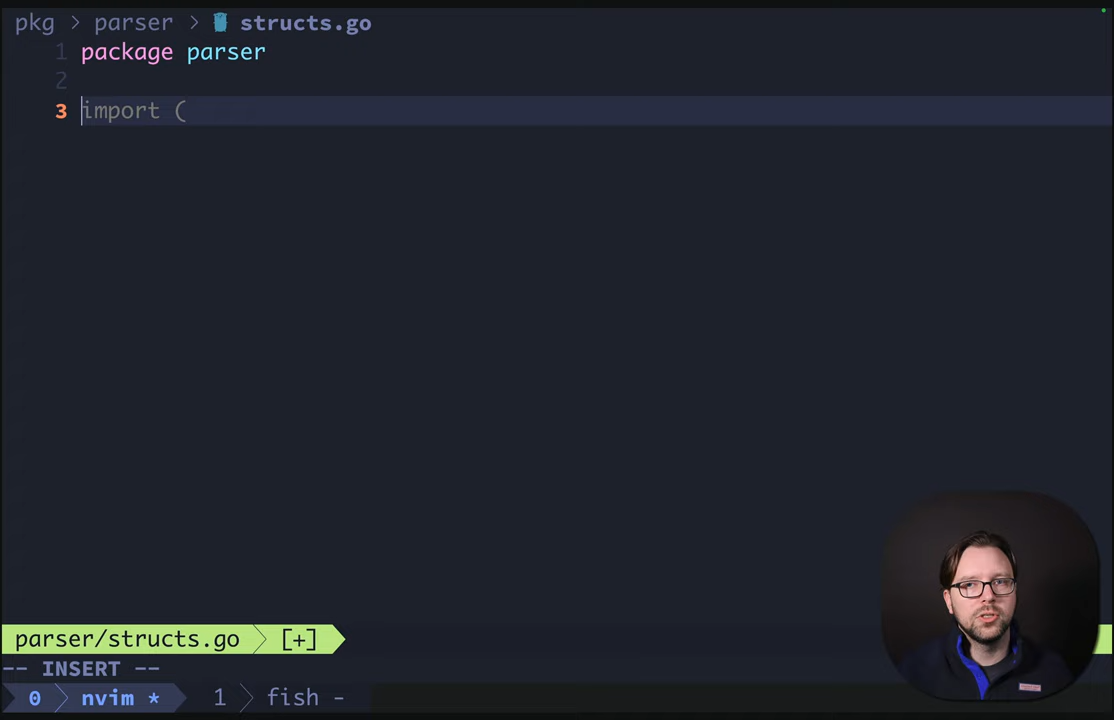 pkg > parser > structs.go
1 package parser
2
3 import (
parser/structs.go [+]
-- INSERT --
0 nvim * 1 fish -